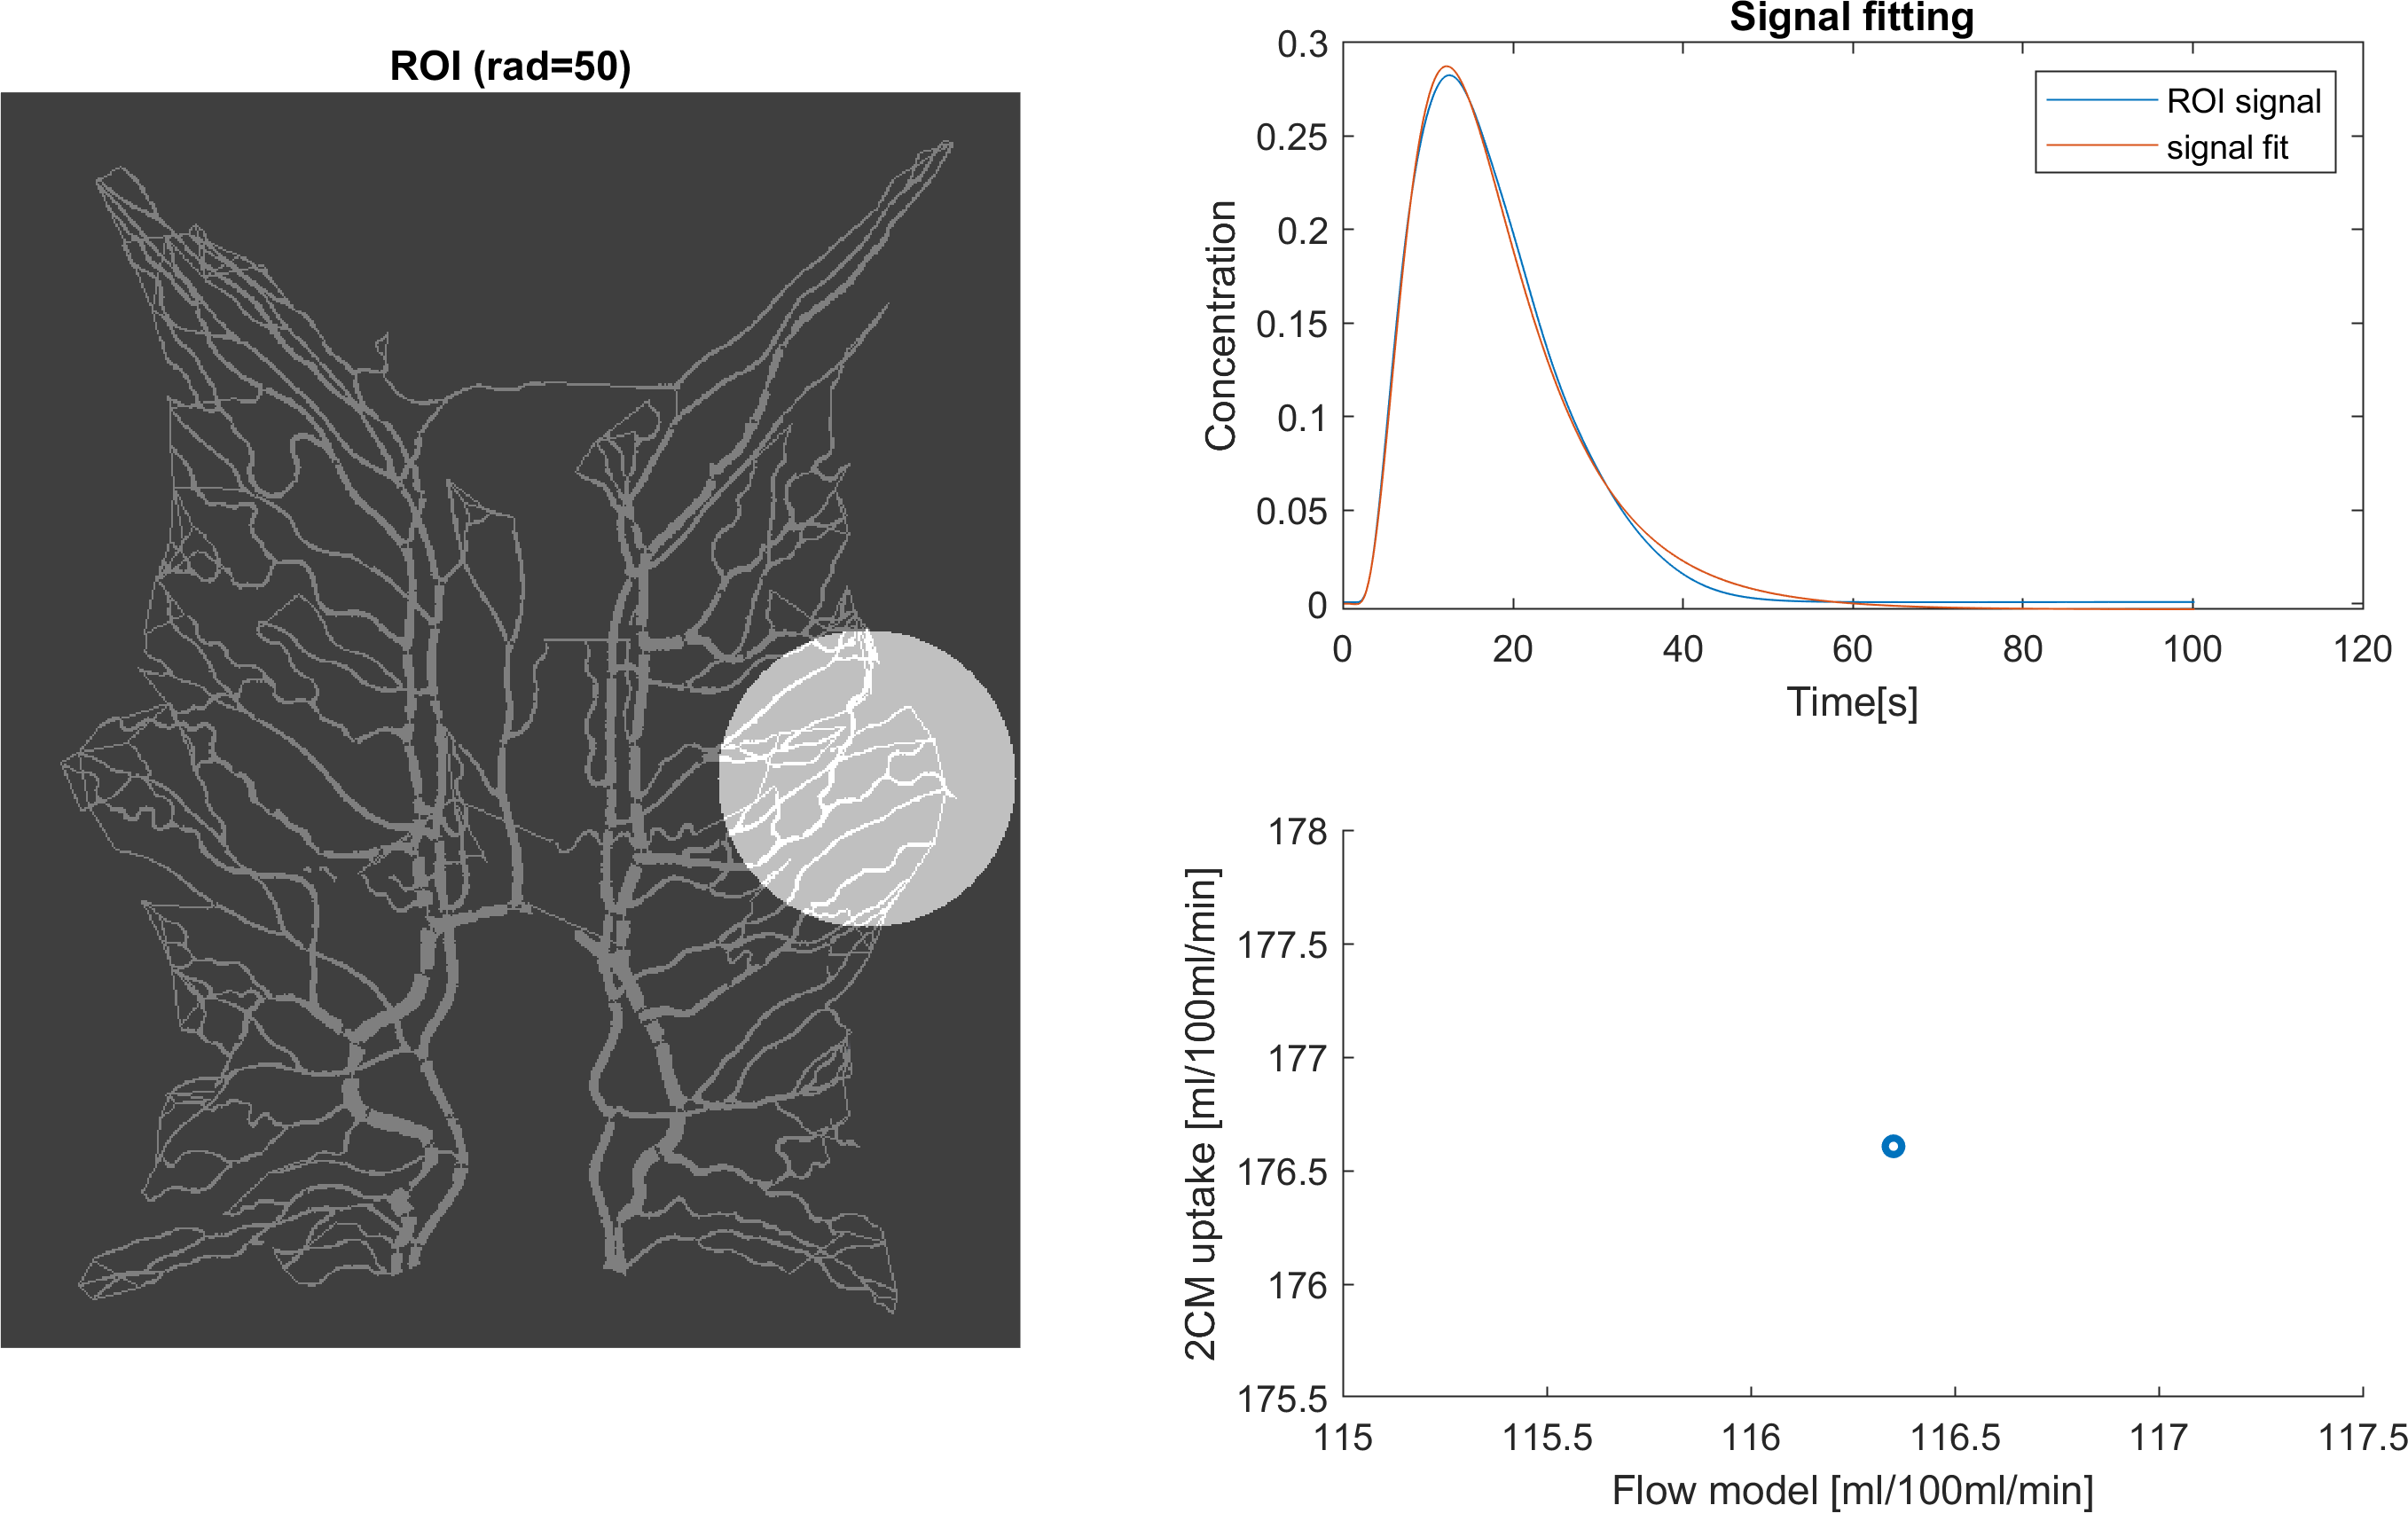 ROI (rad=50)
Signal fitting
0.3
0.25
0.2
0.15
0.1
0.05
0
Concentration
ROI signal
signal fit
0 20 40 60 80 100 120
Time[s]
178
177.5
177
176.5
176
175.5
2CM uptake [ml/100ml/min]
115 115.5 116 116.5 117 117.5
Flow model [ml/100ml/min]